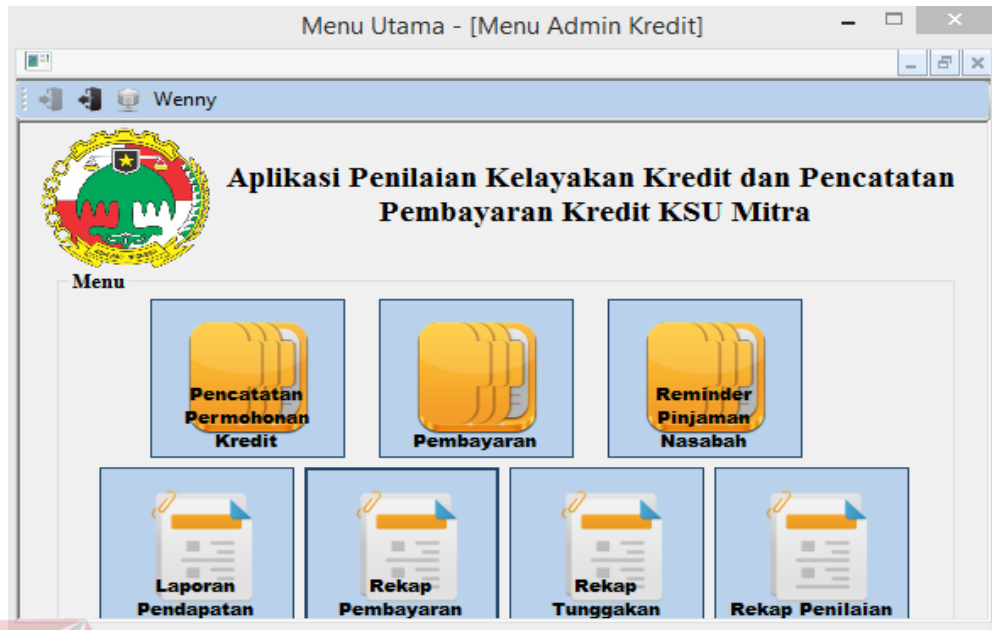 Menu Utama - [Menu Admin Kredit]
Wenny
Aplikasi Penilaian Kelayakan Kredit dan Pencatatan
Pembayaran Kredit KSU Mitra
Menu
Pencatatan
Permohonan
Kredit
Pembayaran
Reminder
Pinjaman
Nasabah
Laporan
Pendapatan
Rekap
Pembayaran
Rekap
Tunggakan
Rekap Penilaian